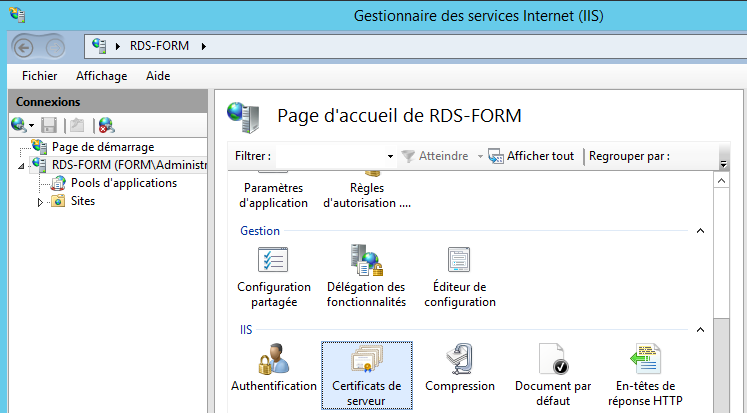 Gestionnaire des services Internet (IIS)
RDS-FORM
Fichier Affichage Aide
Connexions
Page de démarrage
RDS-FORM (FORM\Administr
Pools d'applications
Sites
Page d'accueil de RDS-FORM
Filtrer : Atteindre Afficher tout Regrouper par :
Paramètres d'application
Règles d'autorisation ....
Gestion
Configuration partagée
Délégation des fonctionnalités
Éditeur de configuration
IIS
Authentification
Certificats de serveur
Compression
Document par défaut
En-têtes de réponse HTTP